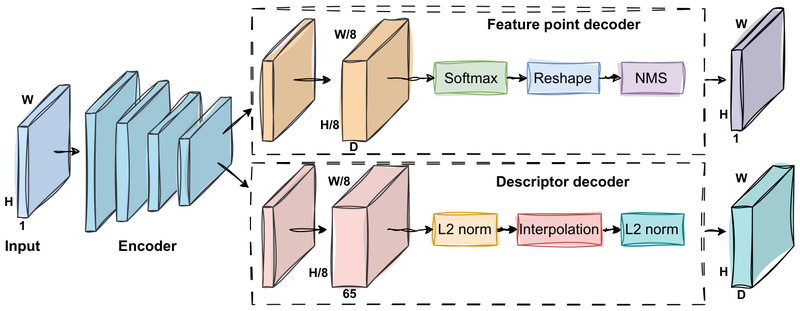 W
H
1
Input
Encoder
Feature point decoder
W/8
H/8
D
Softmax
Reshape
NMS
W
H
1
Descriptor decoder
W/8
H/8
65
L2 norm
Interpolation
L2 norm
W
H
D